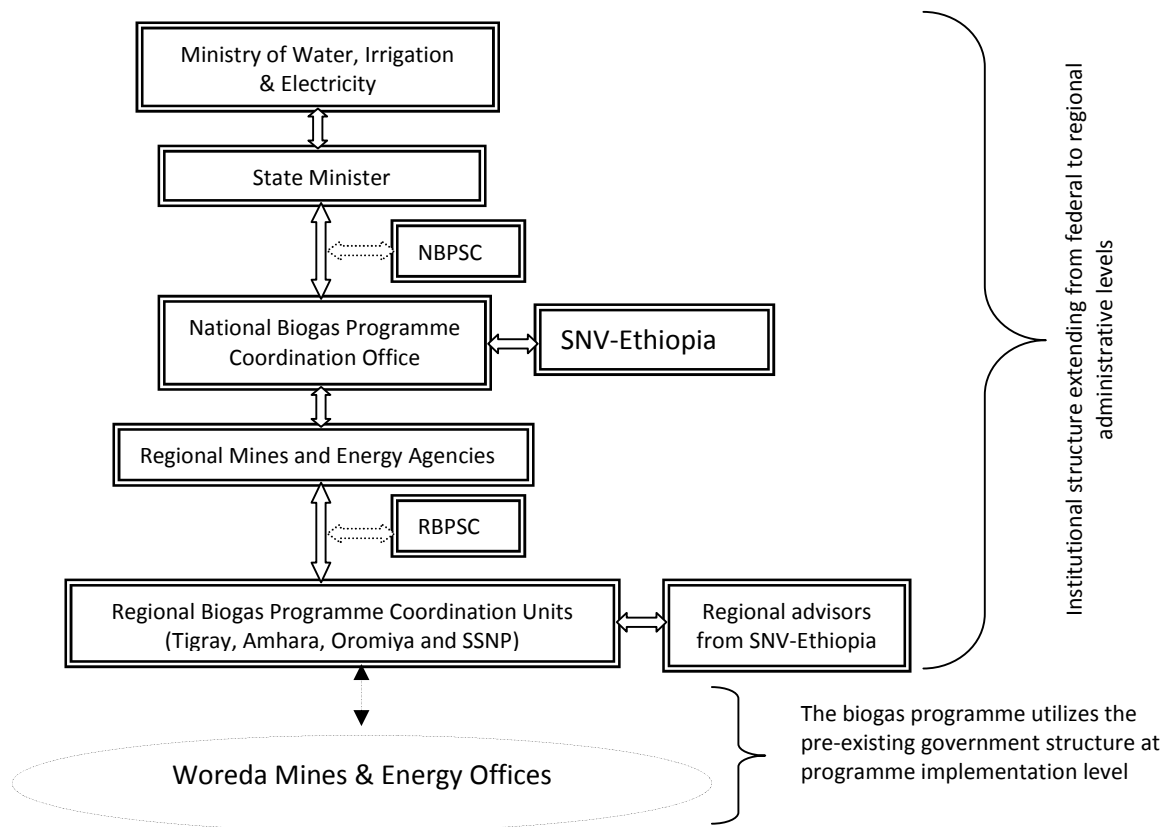 Ministry of Water, Irrigation
& Electricity
State Minister
NBPSC
National Biogas Programme
Coordination Office
SNV-Ethiopia
Regional Mines and Energy Agencies
RBPSC
Regional Biogas Programme Coordination Units
(Tigray, Amhara, Oromiya and SSNP)
Regional advisors
from SNV-Ethiopia
Woreda Mines & Energy Offices
Institutional structure extending from federal to regional
administrative levels
The biogas programme utilizes the
pre-existing government structure at
programme implementation level